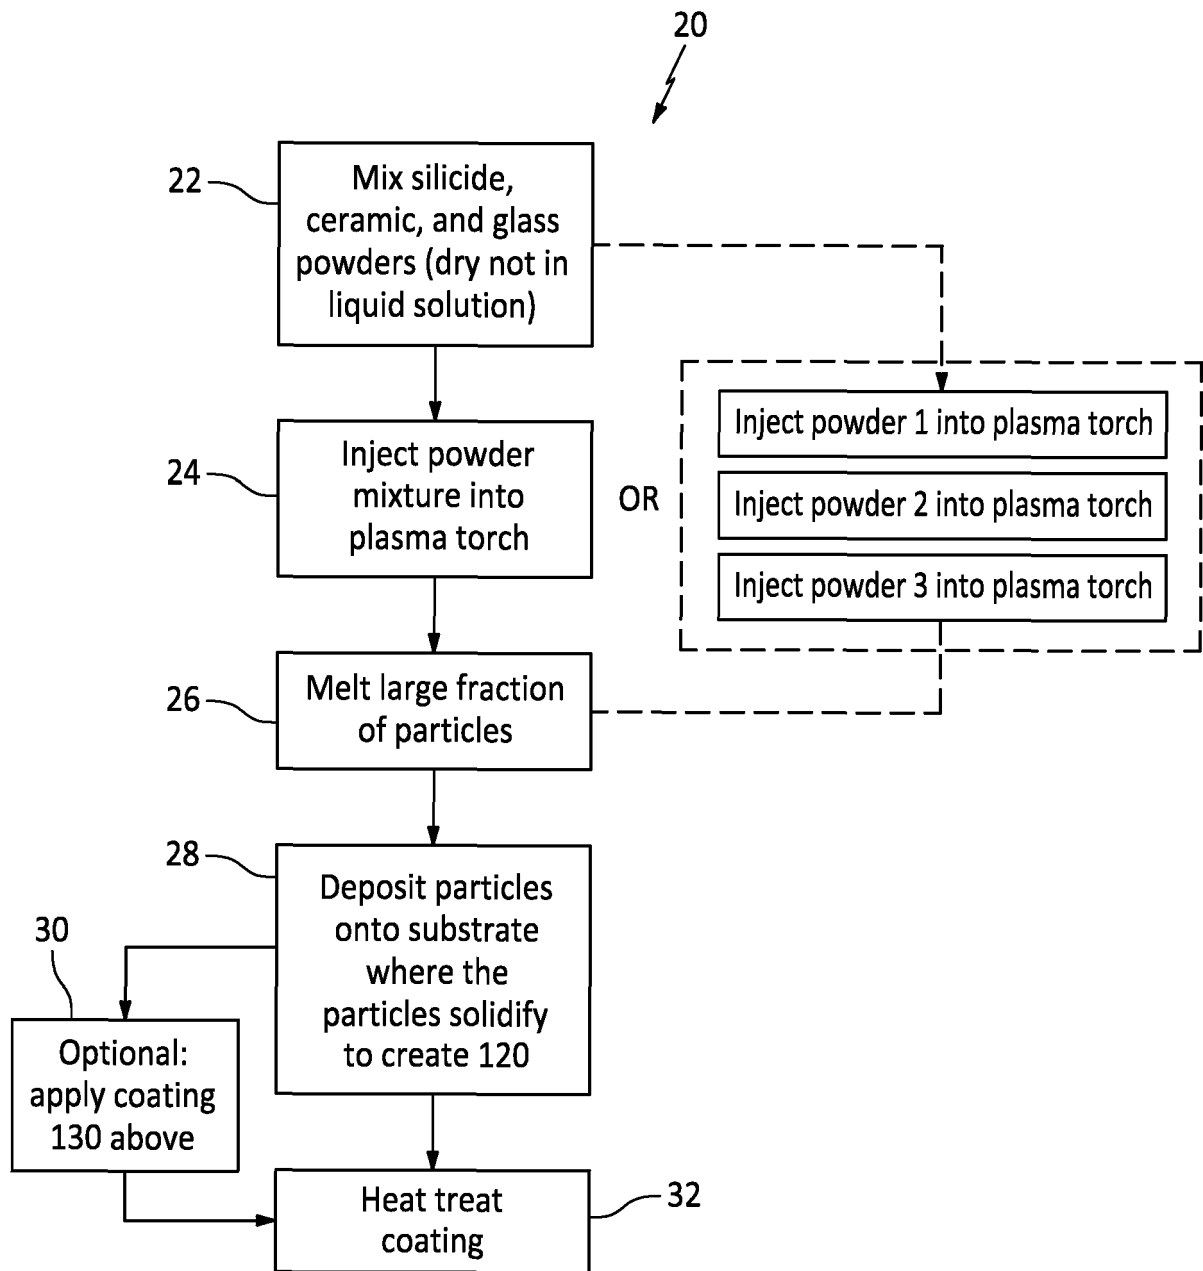 20
22
Mix silicide,
ceramic, and glass
powders (dry not in
liquid solution)
24
Inject powder
mixture into
plasma torch
OR
Inject powder 1 into plasma torch
Inject powder 2 into plasma torch
Inject powder 3 into plasma torch
26
Melt large fraction
of particles
28
Deposit particles
onto substrate
where the
particles solidify
to create 120
30
Optional:
apply coating
130 above
Heat treat
coating
32